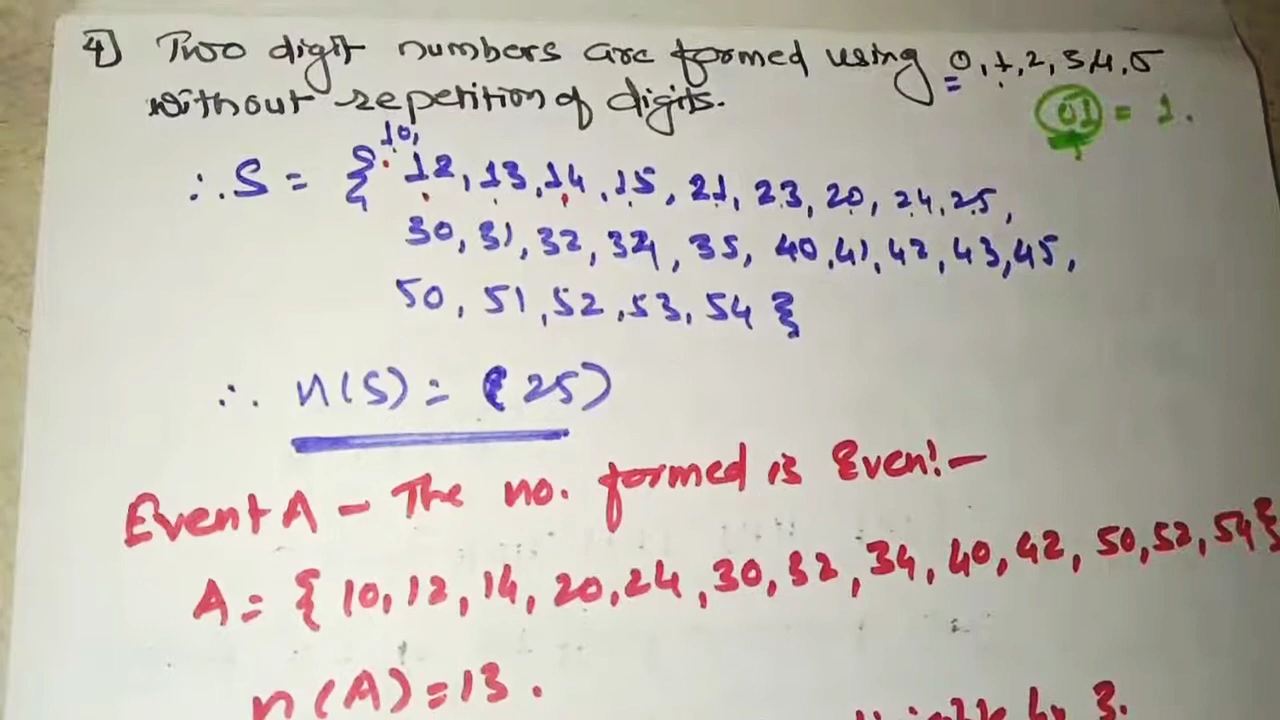 4] Two digit numbers are formed using 0, 1, 2, 3, 4, 5
without repetition of digits.
01 = 1.
∴ S = { 10, 12, 13, 14, 15, 21, 23, 20, 24, 25,
30, 31, 32, 34, 35, 40, 41, 42, 43, 45,
50, 51, 52, 53, 54 }
∴ n(S) = (25)
Event A - The no. formed is Even:-
A = { 10, 12, 14, 20, 24, 30, 32, 34, 40, 42, 50, 52, 54}
n(A) = 13.
by 3.